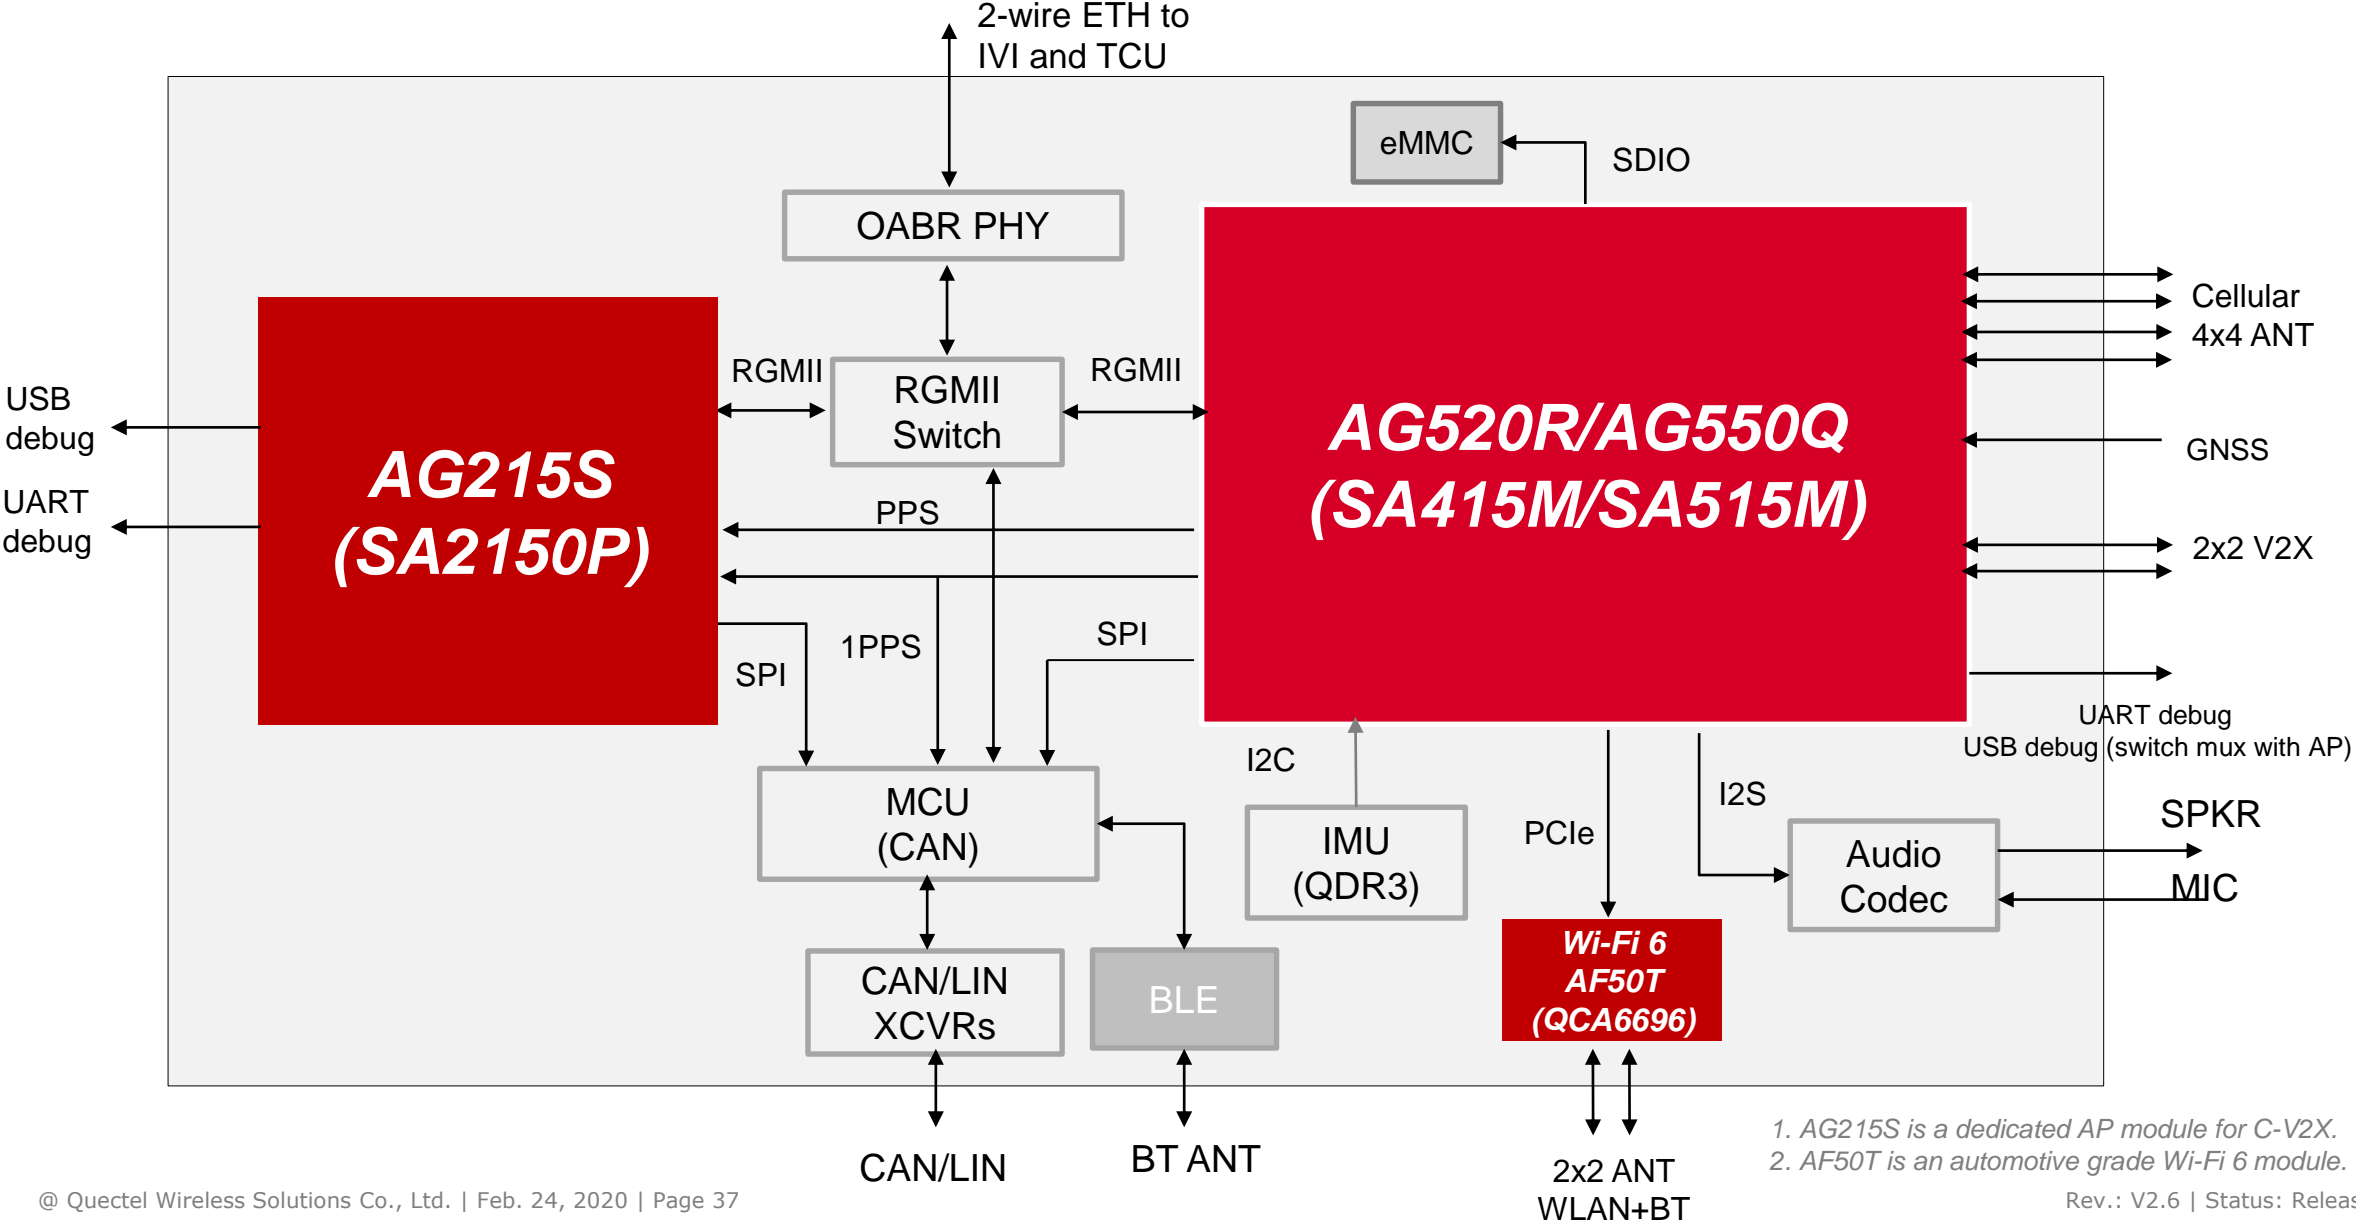 2-wire ETH to
IVI and TCU
eMMC
SDIO
OABR PHY
Cellular
4x4 ANT
RGMII
RGMII
Switch
RGMII
USB
debug
AG215S
(SA2150P)
AG520R/AG550Q
(SA415M/SA515M)
GNSS
UART
debug
PPS
2x2 V2X
1PPS
SPI
SPI
UART debug
USB debug (switch mux with AP)
I2C
I2S
PCIe
MCU
(CAN)
IMU
(QDR3)
Audio
Codec
SPKR
MIC
Wi-Fi 6
AF50T
(QCA6696)
CAN/LIN
XCVRs
BLE
CAN/LIN
BT ANT
2x2 ANT
WLAN+BT
1. AG215S is a dedicated AP module for C-V2X.
2. AF50T is an automotive grade Wi-Fi 6 module.
@ Quectel Wireless Solutions Co., Ltd. | Feb. 24, 2020 | Page 37
Rev.: V2.6 | Status: Releas